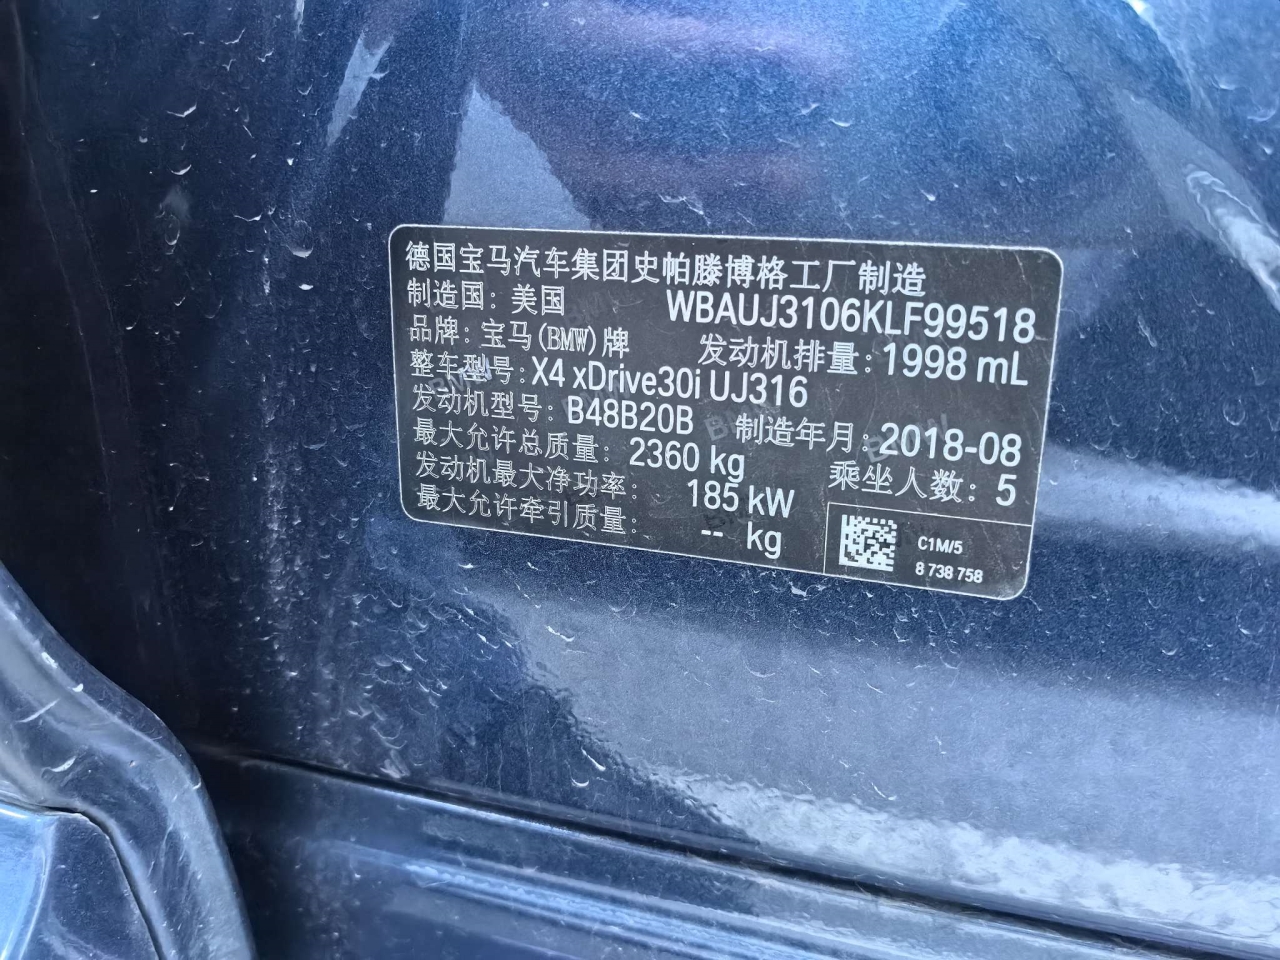 德国宝马汽车集团史帕滕博格工厂制造
制造国: 美国 WBAUJ3106KLF99518
品牌: 宝马(BMW)牌 发动机排量: 1998 mL
整车型号: X4 xDrive30i UJ316
发动机型号: B48B20B 制造年月: 2018-08
最大允许总质量: 2360 kg 乘坐人数: 5
发动机最大净功率: 185 kW
最大允许牵引质量: -- kg
C1M/5
8 738 758